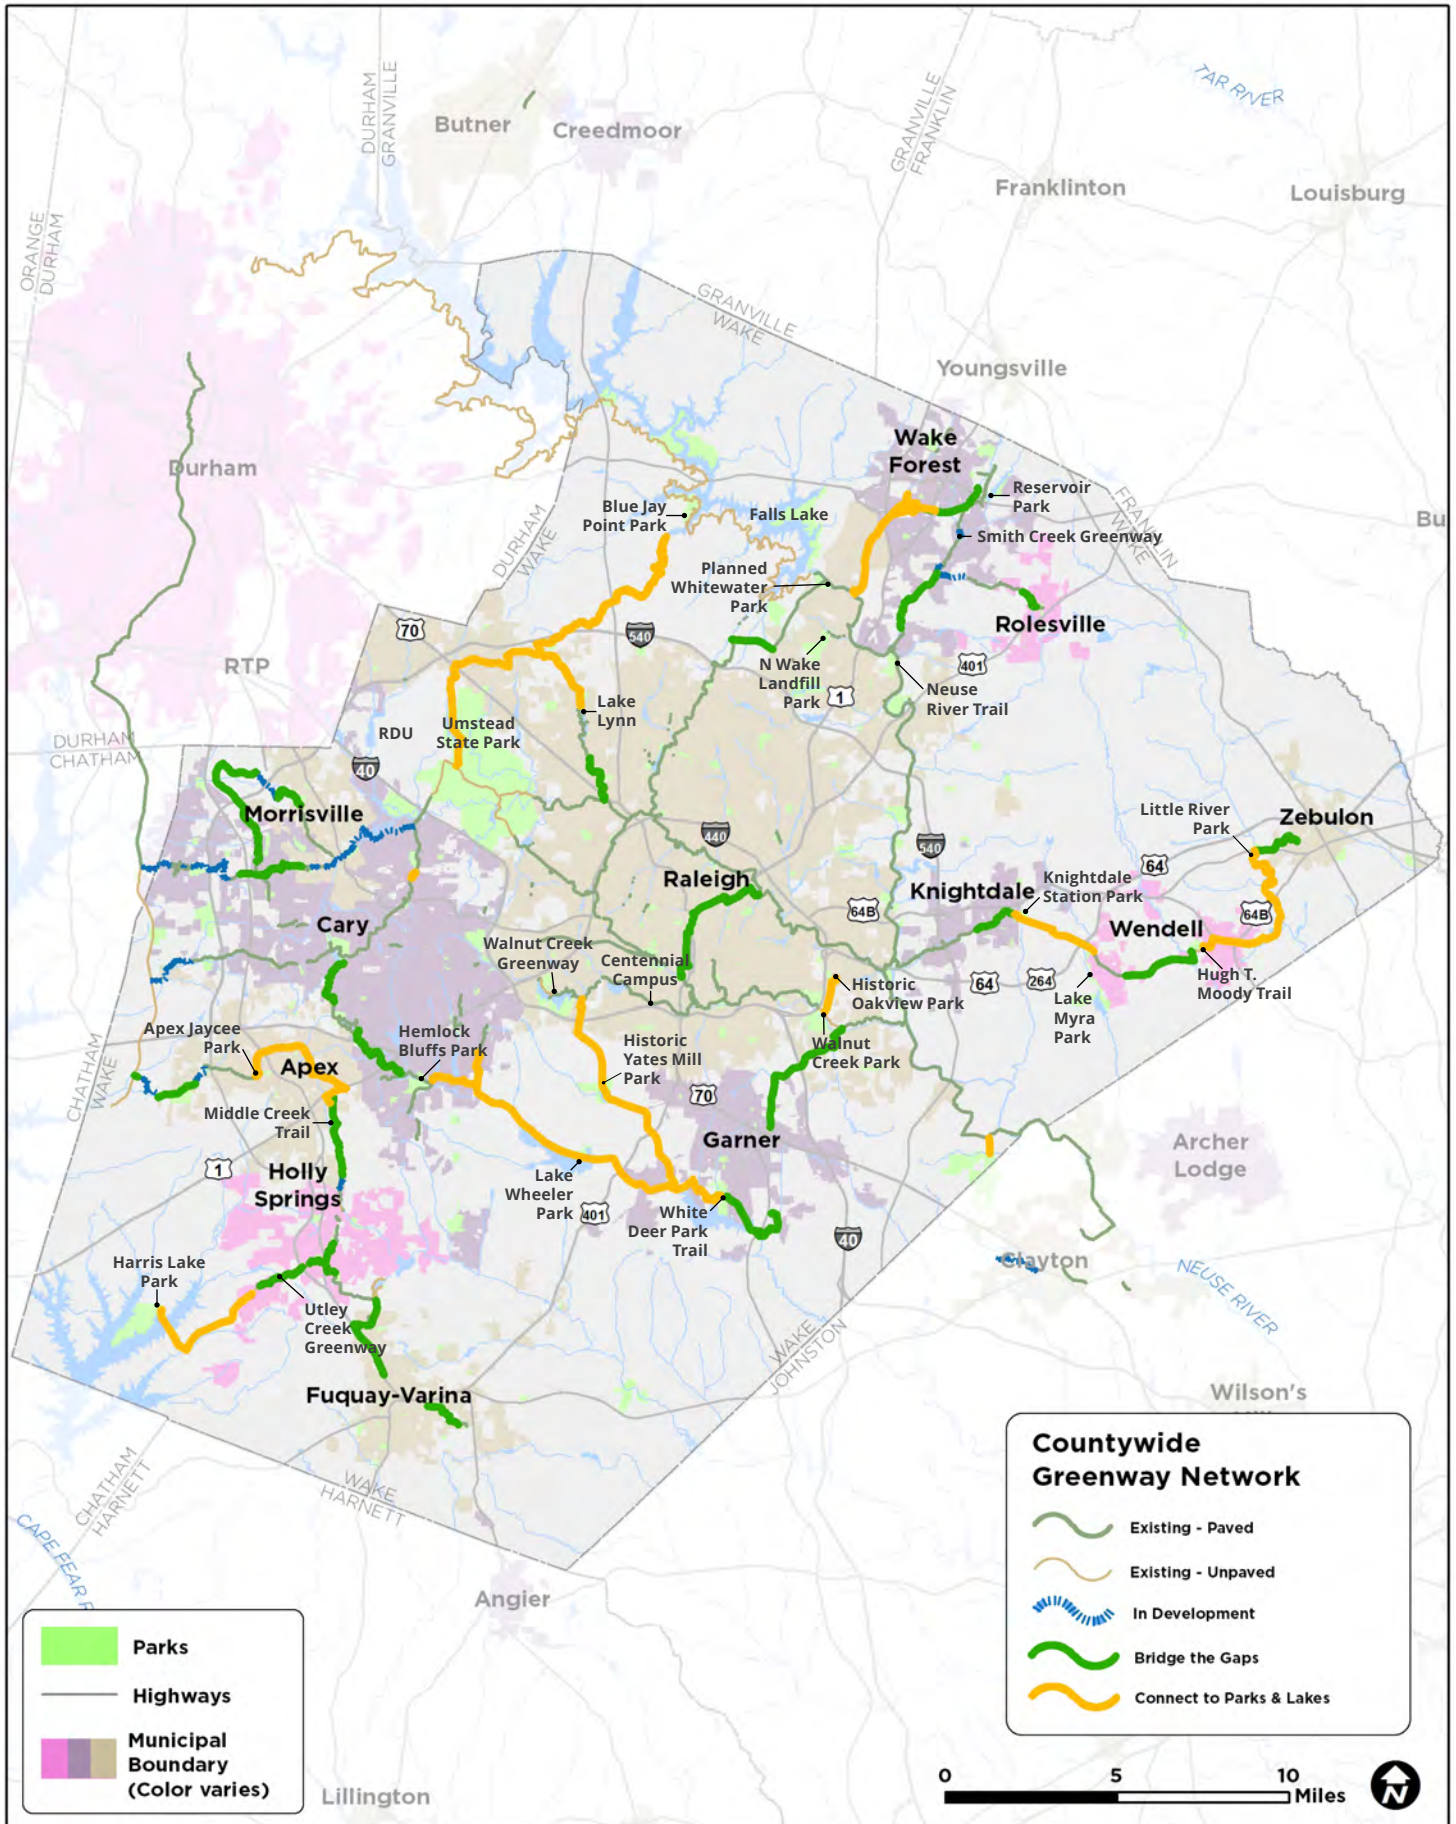 TAR RIVER
DURHAM
GRANVILLE
GRANVILLE
FRANKLIN
Butner
Creedmoor
Franklinton
Louisburg
ORANGE
DURHAM
GRANVILLE
WAKE
Youngsville
Wake
Forest
Durham
Reservoir
Park
Blue Jay
Point Park
Falls Lake
FRANKLIN
WAKE
Bu
DURHAM
WAKE
Smith Creek Greenway
Planned
Whitewater
Park
Rolesville
70
540
RTP
N Wake
Landfill
Park
401
1
Neuse
River Trail
Lake
Lynn
Umstead
State Park
RDU
DURHAM
CHATHAM
40
Morrisville
Little River
Park
Zebulon
440
540
64
Raleigh
Knightdale
Knightdale
Station Park
64B
64B
Cary
Wendell
Walnut Creek
Greenway
Centennial
Campus
Historic
Oakview Park
64
264
Hugh T.
Moody Trail
Lake
Myra
Park
Apex Jaycee
Park
Hemlock
Bluffs Park
Historic
Yates Mill
Park
Walnut
Creek Park
CHATHAM
WAKE
Apex
70
Middle Creek
Trail
Garner
Archer
Lodge
1
Holly
Springs
Lake
Wheeler
Park
401
White
Deer Park
Trail
40
Harris Lake
Park
Clayton
NEUSE RIVER
Utley
Creek
Greenway
WAKE
JOHNSTON
Fuquay-Varina
Wilson's
CHATHAM
HARNETT
WAKE
HARNETT
CAPE FEAR R
Angier
Lillington
Countywide
Greenway Network
Existing - Paved
Existing - Unpaved
In Development
Bridge the Gaps
Connect to Parks & Lakes
Parks
Highways
Municipal
Boundary
(Color varies)
0 5 10
Miles
N